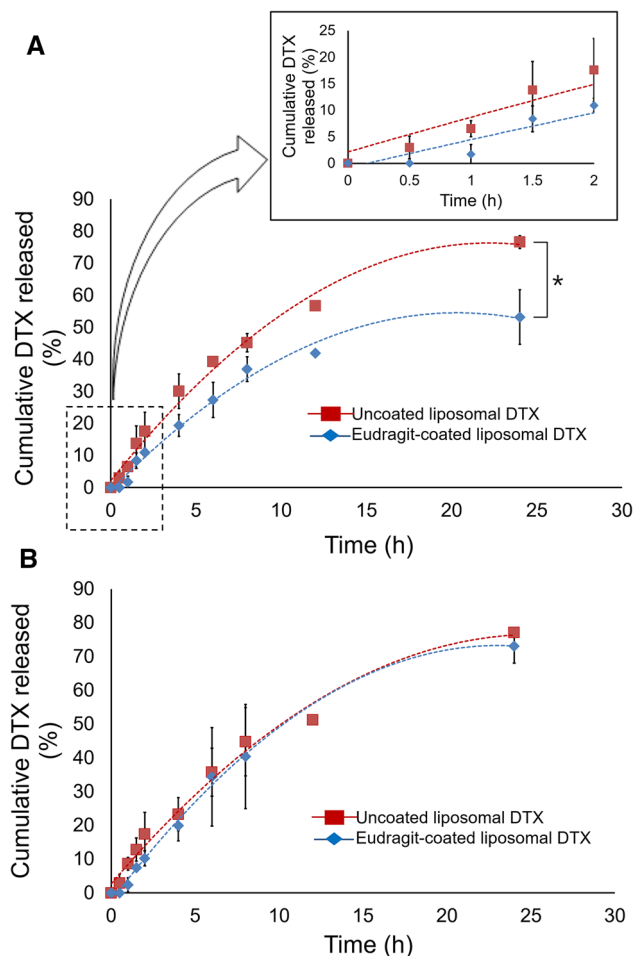 A
Cumulative DTX
released (%)
25
20
15
10
5
0
0 0.5 1 1.5 2
Time (h)
Cumulative DTX released
(%)
90
80
70
60
50
40
30
20
10
0
*
Uncoated liposomal DTX
Eudragit-coated liposomal DTX
0 5 10 15 20 25 30
Time (h)
B
Cumulative DTX released
(%)
90
80
70
60
50
40
30
20
10
0
Uncoated liposomal DTX
Eudragit-coated liposomal DTX
0 5 10 15 20 25 30
Time (h)